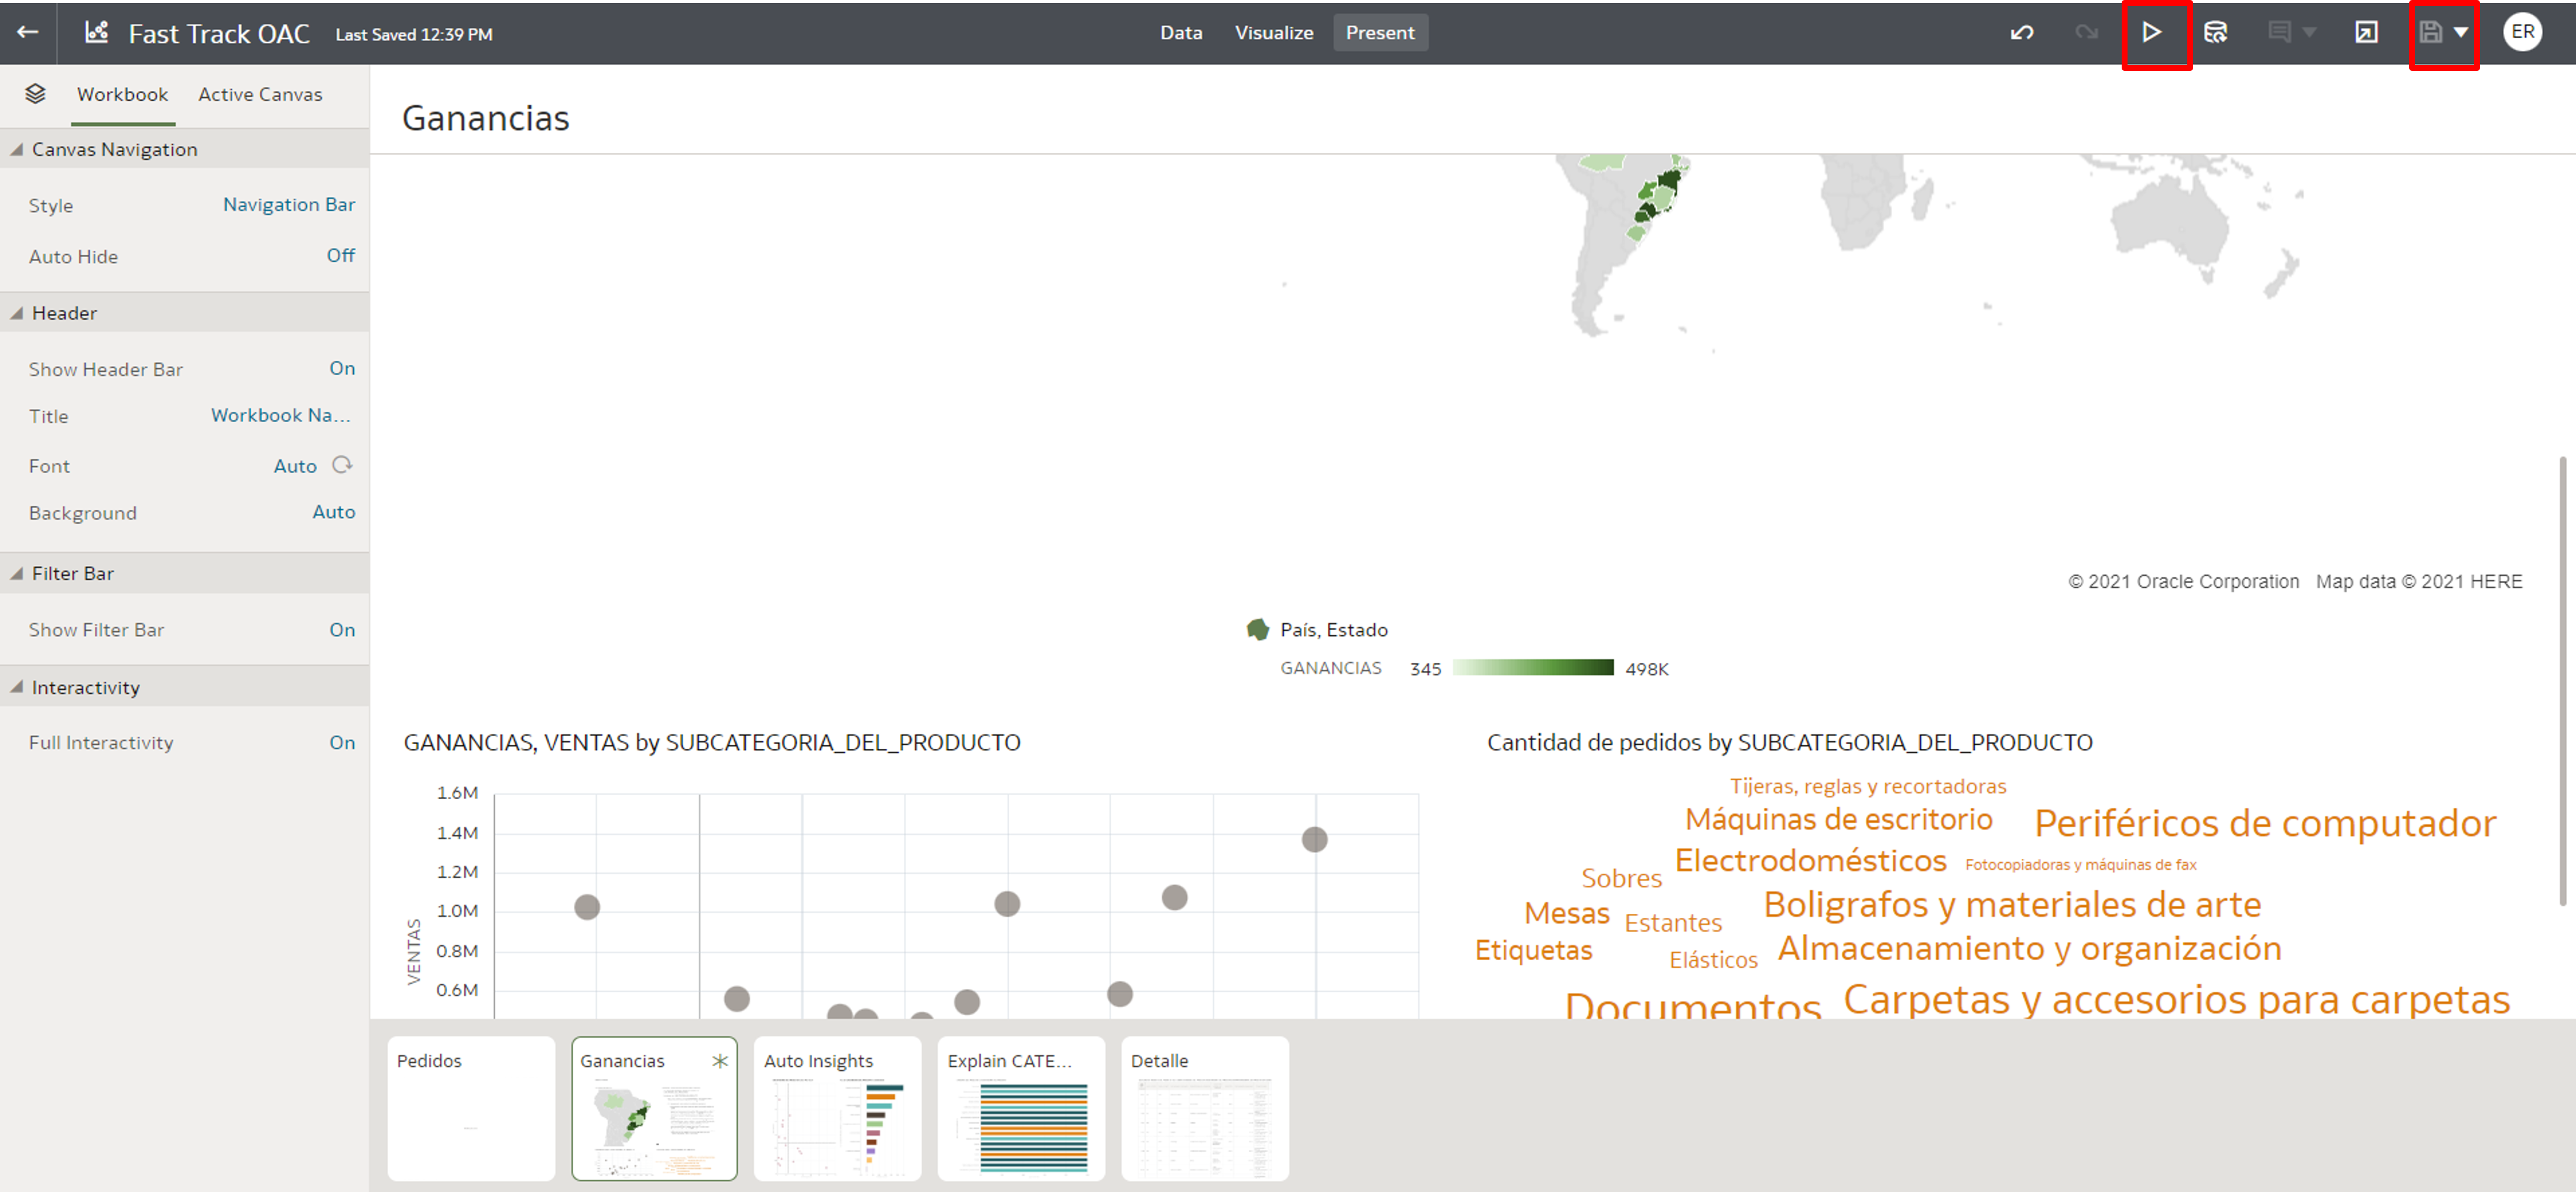 Fast Track OAC Last Saved 12:39 PM Data Visualize Present ER
Workbook Active Canvas
Canvas Navigation
Style Navigation Bar
Auto Hide Off
Header
Show Header Bar On
Title Workbook Na...
Font Auto
Background Auto
Filter Bar
Show Filter Bar On
Interactivity
Full Interactivity On
Ganancias
© 2021 Oracle Corporation Map data © 2021 HERE
País, Estado
GANANCIAS 345 498K
GANANCIAS, VENTAS by SUBCATEGORIA_DEL_PRODUCTO
1.6M
1.4M
1.2M
1.0M
0.8M
0.6M
VENTAS
Cantidad de pedidos by SUBCATEGORIA_DEL_PRODUCTO
Tijeras, reglas y recortadoras
Máquinas de escritorio Periféricos de computador
Electrodomésticos Fotocopiadoras y máquinas de fax
Sobres
Boligrafos y materiales de arte
Mesas Estantes
Etiquetas Elásticos Almacenamiento y organización
Documentos Carpetas y accesorios para carpetas
Pedidos Ganancias Auto Insights Explain CATE... Detalle